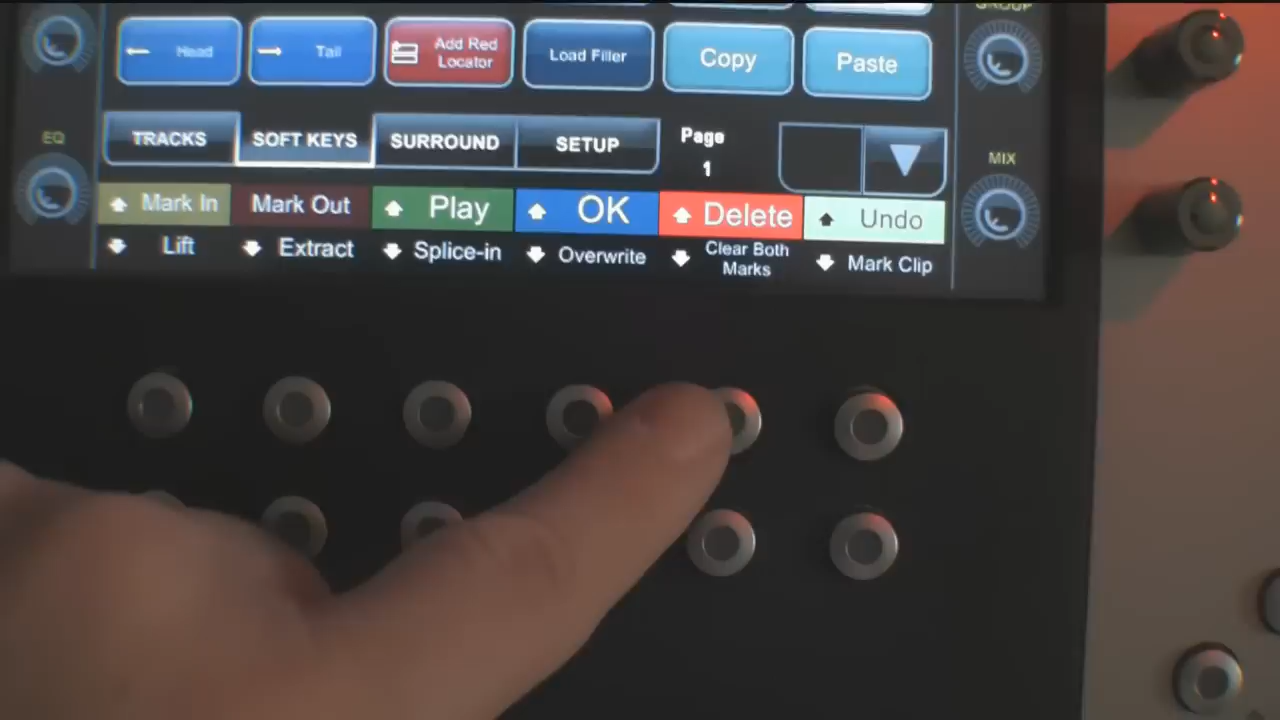 GROUP
Head
Tail
Add Red
Locator
Load Filler
Copy
Paste
EQ
TRACKS
SOFT KEYS
SURROUND
SETUP
Page
1
MIX
Mark In
Mark Out
Play
OK
Delete
Undo
Lift
Extract
Splice-in
Overwrite
Clear Both
Marks
Mark Clip